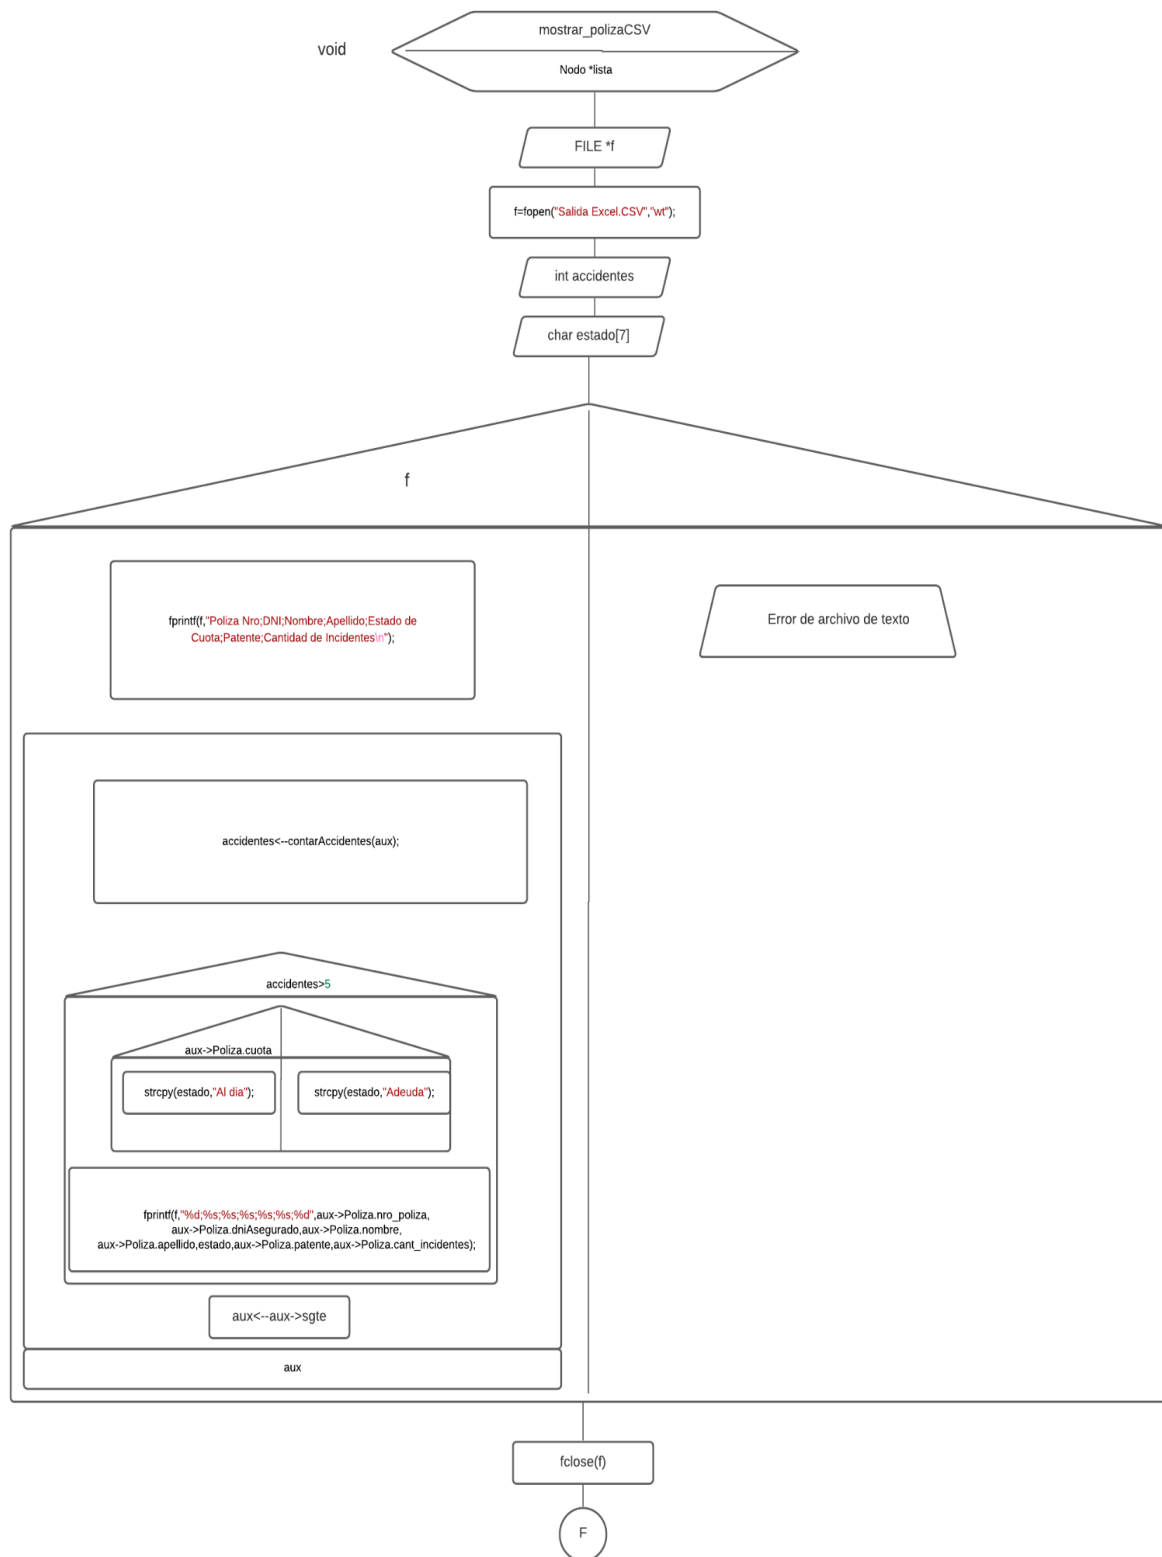 mostrar_polizaCSV
void
Nodo *lista
FILE *f
f=fopen("Salida Excel.CSV","wt");
int accidentes
char estado[7]
f
fprintf(f,"Poliza Nro;DNI;Nombre;Apellido;Estado de
Cuota;Patente;Cantidad de Incidentes\n");
Error de archivo de texto
accidentes<--contarAccidentes(aux);
accidentes>5
aux->Poliza.cuota
strcpy(estado,"Al dia");
strcpy(estado,"Adeuda");
fprintf(f,"%d;%s;%s;%s;%s;%s;%d",aux->Poliza.nro_poliza,
aux->Poliza.dniAsegurado,aux->Poliza.nombre,
aux->Poliza.apellido,estado,aux->Poliza.patente,aux->Poliza.cant_incidentes);
aux<--aux->sgte
aux
fclose(f)
F